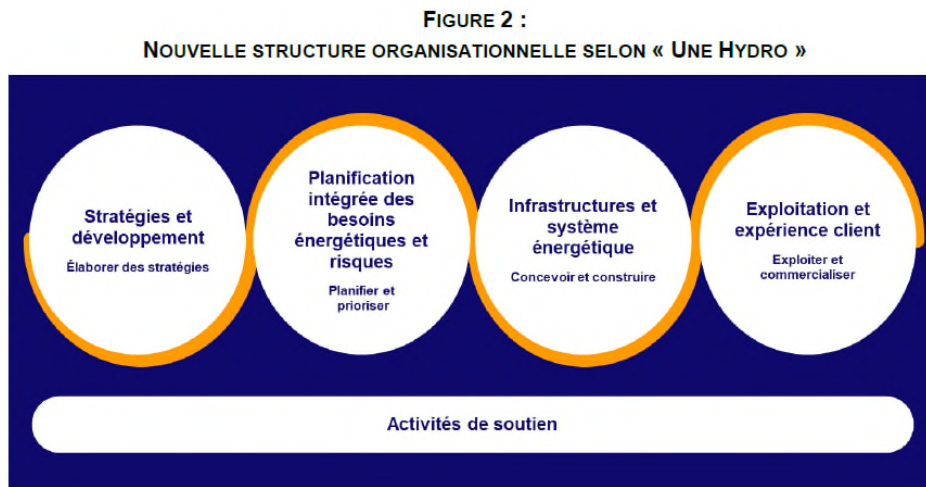 FIGURE 2 :
NOUVELLE STRUCTURE ORGANISATIONNELLE SELON « UNE HYDRO »
Stratégies et
développement
Élaborer des stratégies
Planification
intégrée des
besoins
énergétiques et
risques
Planifier et
prioriser
Infrastructures et
système
énergétique
Concevoir et construire
Exploitation et
expérience client
Exploiter et
commercialiser
Activités de soutien